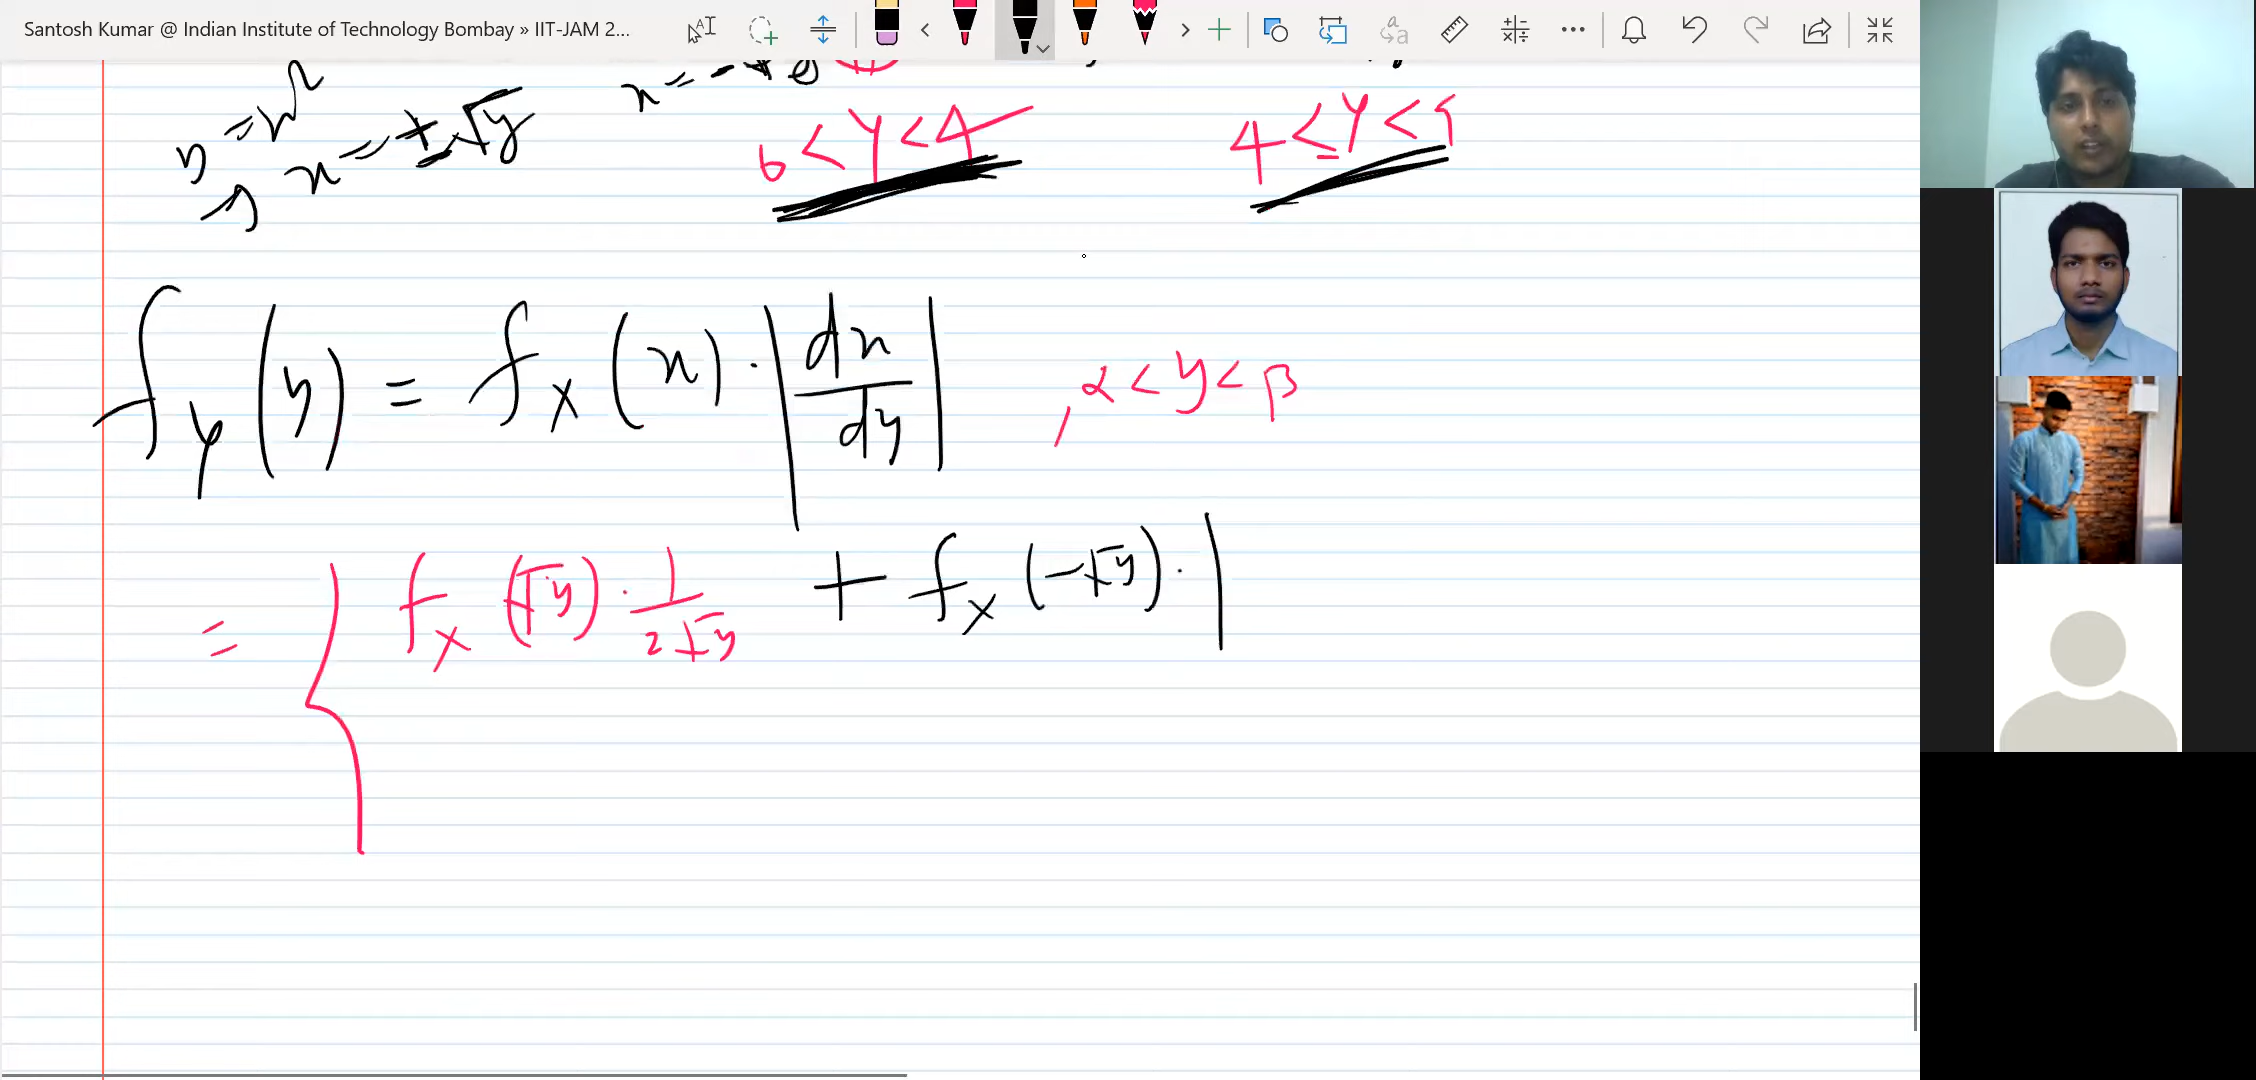 Santosh Kumar @ Indian Institute of Technology Bombay » IIT-JAM 2...
y = x²
⇒ x = ± √y
x = - √y
0 < Y < 4
4 ≤ Y < 9
f_Y(y) = f_X(x) · |dx/dy| , α < y < β
= { f_X(√y) · 1/(2√y) + f_X(-√y) · |